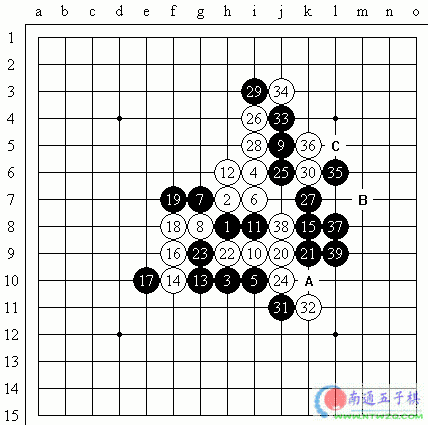 a b c d e f g h i j k l m n o
1
2
3 29 34
4 26 33
5 28 9 36 C
6 12 4 25 30 35
7 19 7 2 6 27 B
8 18 8 1 11 38 15 37
9 16 23 22 10 20 21 39
10 17 14 13 3 5 24 A
11 31 32
12
13
14
15
南通五子棋
WWW.NTWZQ.COM